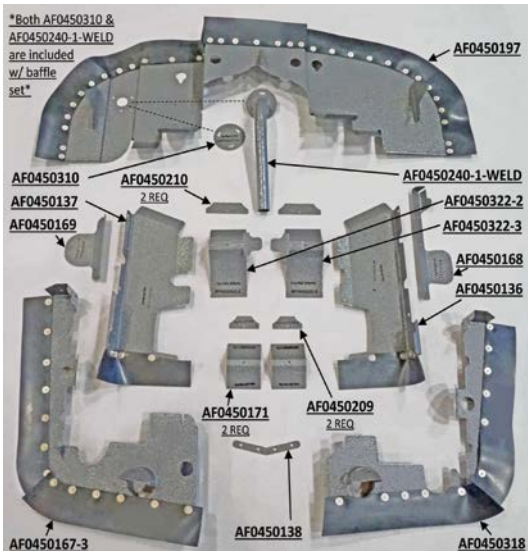 *Both AF0450310 &
AF0450240-1-WELD
are included
w/ baffle
set*
AF0450197
AF0450310
AF0450240-1-WELD
AF0450210
2 REQ
AF0450137
AF0450322-2
AF0450169
AF0450322-3
AF0450168
AF0450136
AF0450171
2 REQ
AF0450209
2 REQ
AF0450138
AF0450167-3
AF0450318